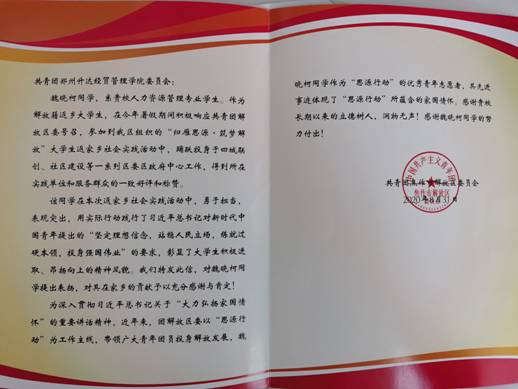 共青团郑州升达经贸管理学院委员会：
魏晓柯同学，系贵校人力资源管理专业学生。作为
解放籍返乡大学生，在今年暑假期间积极响应共青团解
放区委号召，参加到我区组织的“归雁思源·筑梦解
放”大学生返家乡社会实践活动中，踊跃投身于四城联
创、社区建设等一系列区委区政府中心工作，得到所在
实践单位和服务群众的一致好评和称赞。
该同学在本次返家乡社会实践活动中，勇于担当，
表现突出，用实际行动践行了习近平总书记对新时代中
国青年提出的“坚定理想信念，站稳人民立场，练就过
硬本领，投身强国伟业”的要求，彰显了大学生积极进
取、昂扬向上的精神风貌。我们特发此信，对魏晓柯同
学提出表扬，对其在家乡的贡献予以充分感谢与肯定！
为深入贯彻习近平总书记关于“大力弘扬家国情
怀”的重要讲话精神，近年来，团解放区委以“思源行
动”为工作主线，带领广大青年团员投身解放发展，魏
晓柯同学作为“思源行动”的优秀青年志愿者，其先进
事迹体现了“思源行动”所蕴含的家国情怀。感谢贵校
长期以来的立德树人，润物无声！感谢魏晓柯同学的努
力付出！
共青团焦作市解放区委员会
2020年8月31日